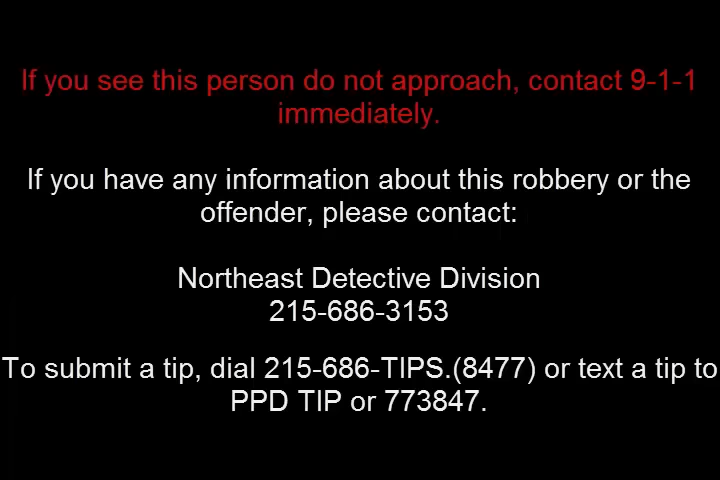 If you see this person do not approach, contact 9-1-1
immediately.
If you have any information about this robbery or the
offender, please contact:
Northeast Detective Division
215-686-3153
To submit a tip, dial 215-686-TIPS.(8477) or text a tip to
PPD TIP or 773847.